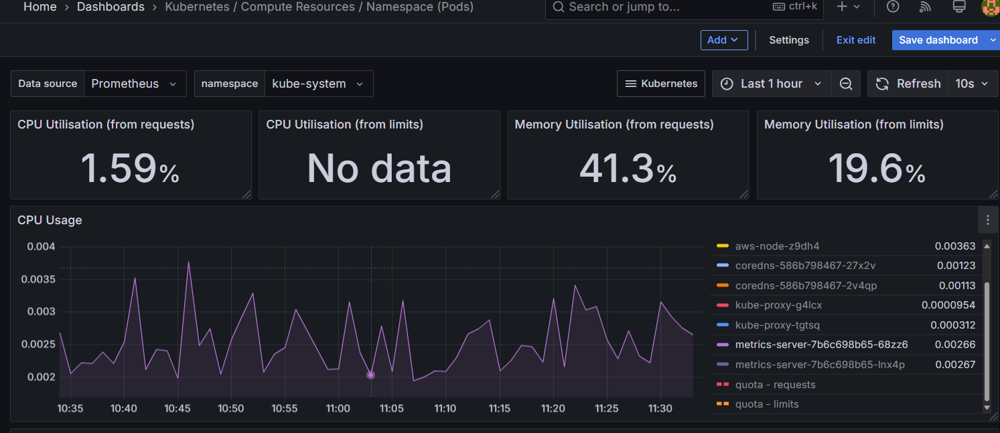 Home › Dashboards › Kubernetes / Compute Resources / Namespace (Pods) Search or jump to... ctrl+k
Add Settings Exit edit Save dashboard
Data source Prometheus namespace kube-system Kubernetes Last 1 hour Refresh 10s
CPU Utilisation (from requests) CPU Utilisation (from limits) Memory Utilisation (from requests) Memory Utilisation (from limits)
1.59% No data 41.3% 19.6%
CPU Usage
0.004
0.0035
0.003
0.0025
0.002
10:35 10:40 10:45 10:50 10:55 11:00 11:05 11:10 11:15 11:20 11:25 11:30
aws-node-z9dh4 0.00363
coredns-586b798467-27x2v 0.00123
coredns-586b798467-2v4qp 0.00113
kube-proxy-g4lcx 0.0000954
kube-proxy-tgtsq 0.000312
metrics-server-7b6c698b65-68zz6 0.00266
metrics-server-7b6c698b65-lnx4p 0.00267
quota - requests
quota - limits